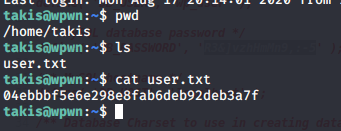 Last login: Mon Aug 17 20:14:01 2020 from
takis@wpwn:~$ pwd
/home/takis
takis@wpwn:~$ ls
user.txt
takis@wpwn:~$ cat user.txt
04ebbbf5e6e298e8fab6deb92deb3a7f
takis@wpwn:~$